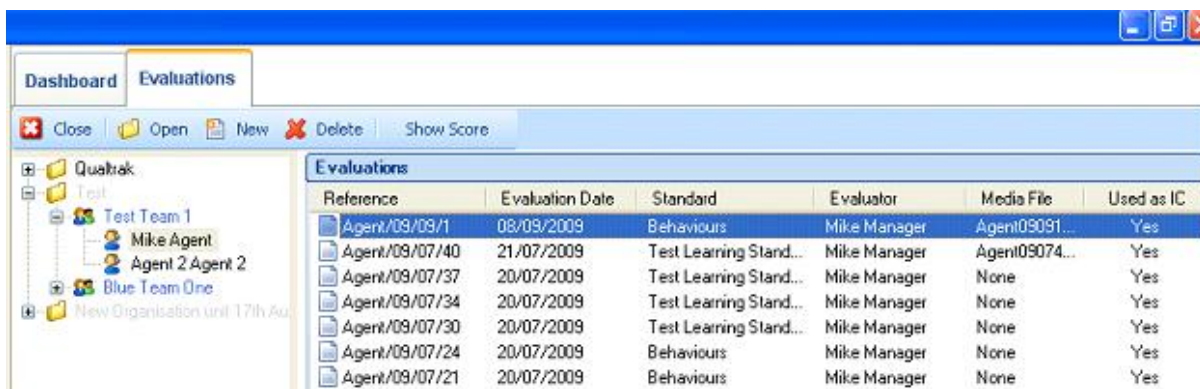 Dashboard Evaluations
Close Open New Delete Show Score
Qualtrak
Test
Test Team 1
Mike Agent
Agent 2 Agent 2
Blue Team One
New Organisation unit 17th Au
Evaluations
Reference Evaluation Date Standard Evaluator Media File Used as IC
Agent/09/09/1 08/09/2009 Behaviours Mike Manager Agent09091... Yes
Agent/09/07/40 21/07/2009 Test Learning Stand... Mike Manager Agent09074... Yes
Agent/09/07/37 20/07/2009 Test Learning Stand... Mike Manager None Yes
Agent/09/07/34 20/07/2009 Test Learning Stand... Mike Manager None Yes
Agent/09/07/30 20/07/2009 Test Learning Stand... Mike Manager None Yes
Agent/09/07/24 20/07/2009 Behaviours Mike Manager None Yes
Agent/09/07/21 20/07/2009 Behaviours Mike Manager None Yes